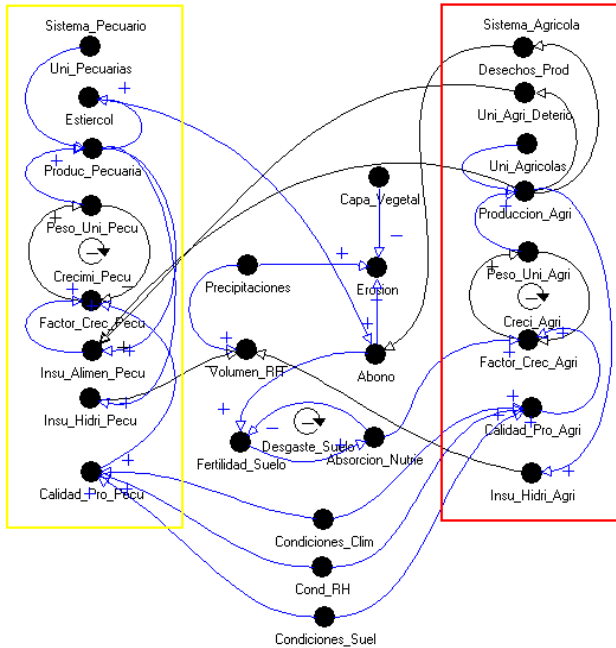 Sistema_Pecuario
Uni_Pecuarias
Estiercol
Produc_Pecuaria
Peso_Uni_Pecu
Crecimi_Pecu
Factor_Crec_Pecu
Insu_Alimen_Pecu
Insu_Hidri_Pecu
Calidad_Pro_Pecu
Capa_Vegetal
Precipitaciones
Erosion
Volumen_RH
Abono
Desgaste_Suelo
Fertilidad_Suelo
Absorcion_Nutrie
Condiciones_Clim
Cond_RH
Condiciones_Suel
Sistema_Agricola
Desechos_Prod
Uni_Agri_Deterio
Uni_Agricolas
Produccion_Agri
Peso_Uni_Agri
Creci_Agri
Factor_Crec_Agri
Calidad_Pro_Agri
Insu_Hidri_Agri